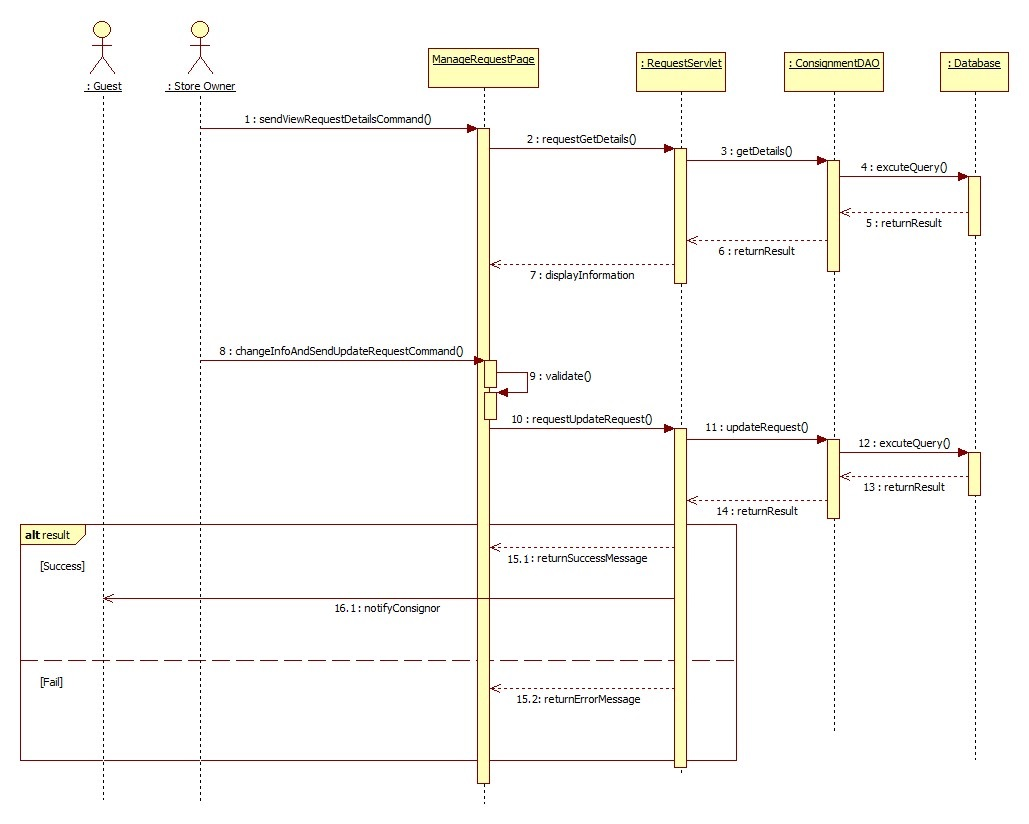 : Guest
: Store Owner
ManageRequestPage
: RequestServlet
: ConsignmentDAO
: Database
1 : sendViewRequestDetailsCommand()
2 : requestGetDetails()
3 : getDetails()
4 : excuteQuery()
5 : returnResult
6 : returnResult
7 : displayInformation
8 : changeInfoAndSendUpdateRequestCommand()
9 : validate()
10 : requestUpdateRequest()
11 : updateRequest()
12 : excuteQuery()
13 : returnResult
14 : returnResult
alt result
15.1 : returnSuccessMessage
[Success]
16.1 : notifyConsignor
[Fail]
15.2: returnErrorMessage